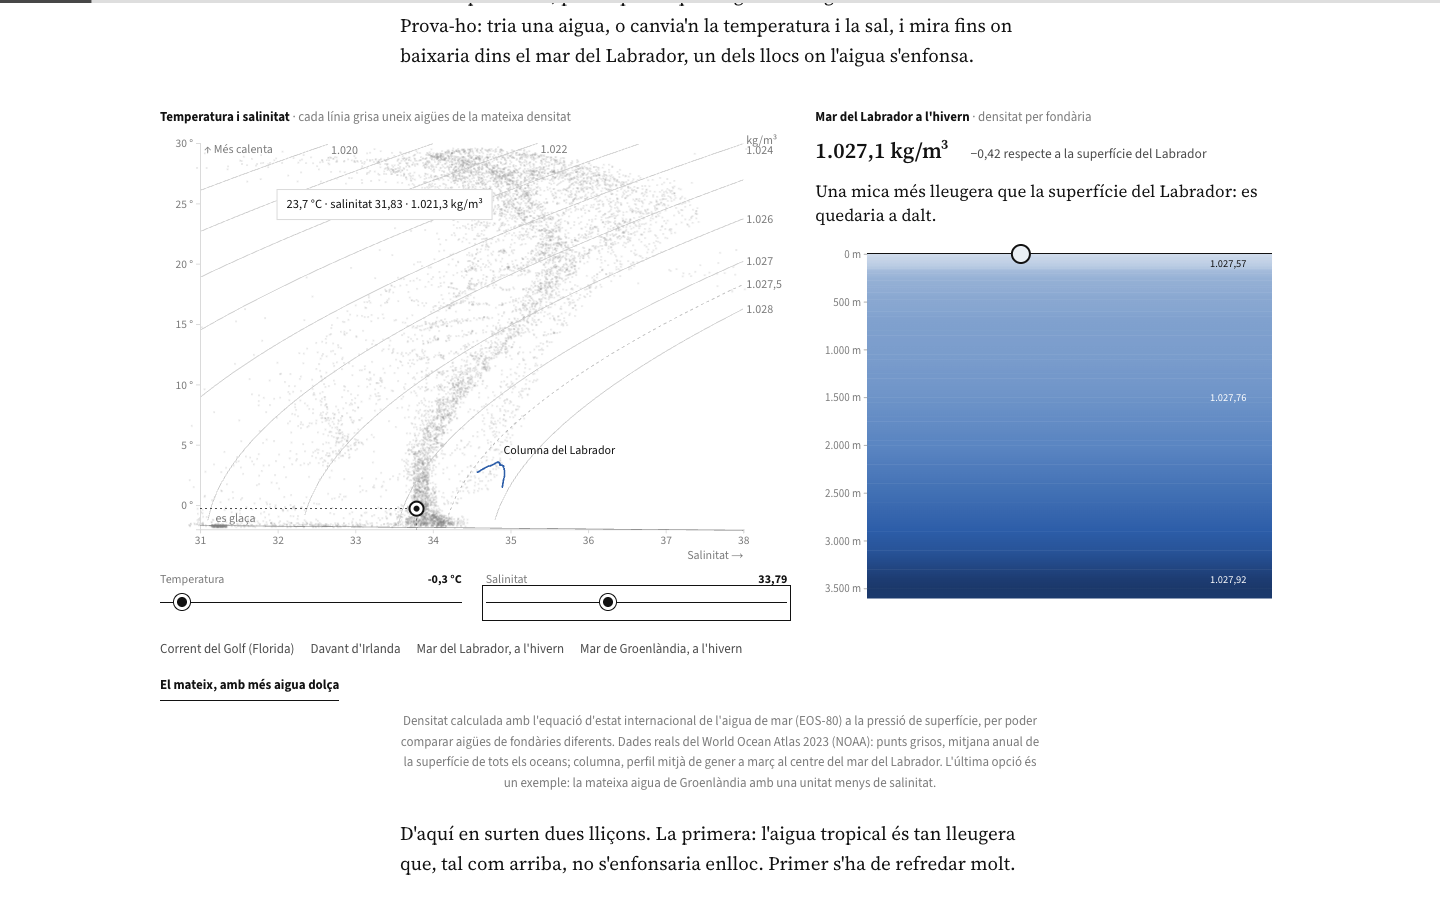 Prova-ho: tria una aigua, o canvia'n la temperatura i la sal, i mira fins on
baixaria dins el mar del Labrador, un dels llocs on l'aigua s'enfonsa.
Temperatura i salinitat · cada línia grisa uneix aigües de la mateixa densitat
30 °
↑ Més calenta
1.020
1.022
kg/m³
1.024
25 °
23,7 °C · salinitat 31,83 · 1.021,3 kg/m³
1.026
20 °
1.027
1.027,5
1.028
15 °
10 °
5 °
Columna del Labrador
0 °
es glaça
31 32 33 34 35 36 37 38
Salinitat →
Temperatura -0,3 °C
Salinitat 33,79
Corrent del Golf (Florida) Davant d'Irlanda Mar del Labrador, a l'hivern Mar de Groenlàndia, a l'hivern
El mateix, amb més aigua dolça
Mar del Labrador a l'hivern · densitat per fondària
1.027,1 kg/m³ −0,42 respecte a la superfície del Labrador
Una mica més lleugera que la superfície del Labrador: es
quedaria a dalt.
0 m
1.027,57
500 m
1.000 m
1.500 m
1.027,76
2.000 m
2.500 m
3.000 m
3.500 m
1.027,92
Densitat calculada amb l'equació d'estat internacional de l'aigua de mar (EOS-80) a la pressió de superfície, per poder
comparar aigües de fondàries diferents. Dades reals del World Ocean Atlas 2023 (NOAA): punts grisos, mitjana anual de
la superfície de tots els oceans; columna, perfil mitjà de gener a març al centre del mar del Labrador. L'última opció és
un exemple: la mateixa aigua de Groenlàndia amb una unitat menys de salinitat.
D'aquí en surten dues lliçons. La primera: l'aigua tropical és tan lleugera
que, tal com arriba, no s'enfonsaria enlloc. Primer s'ha de refredar molt.